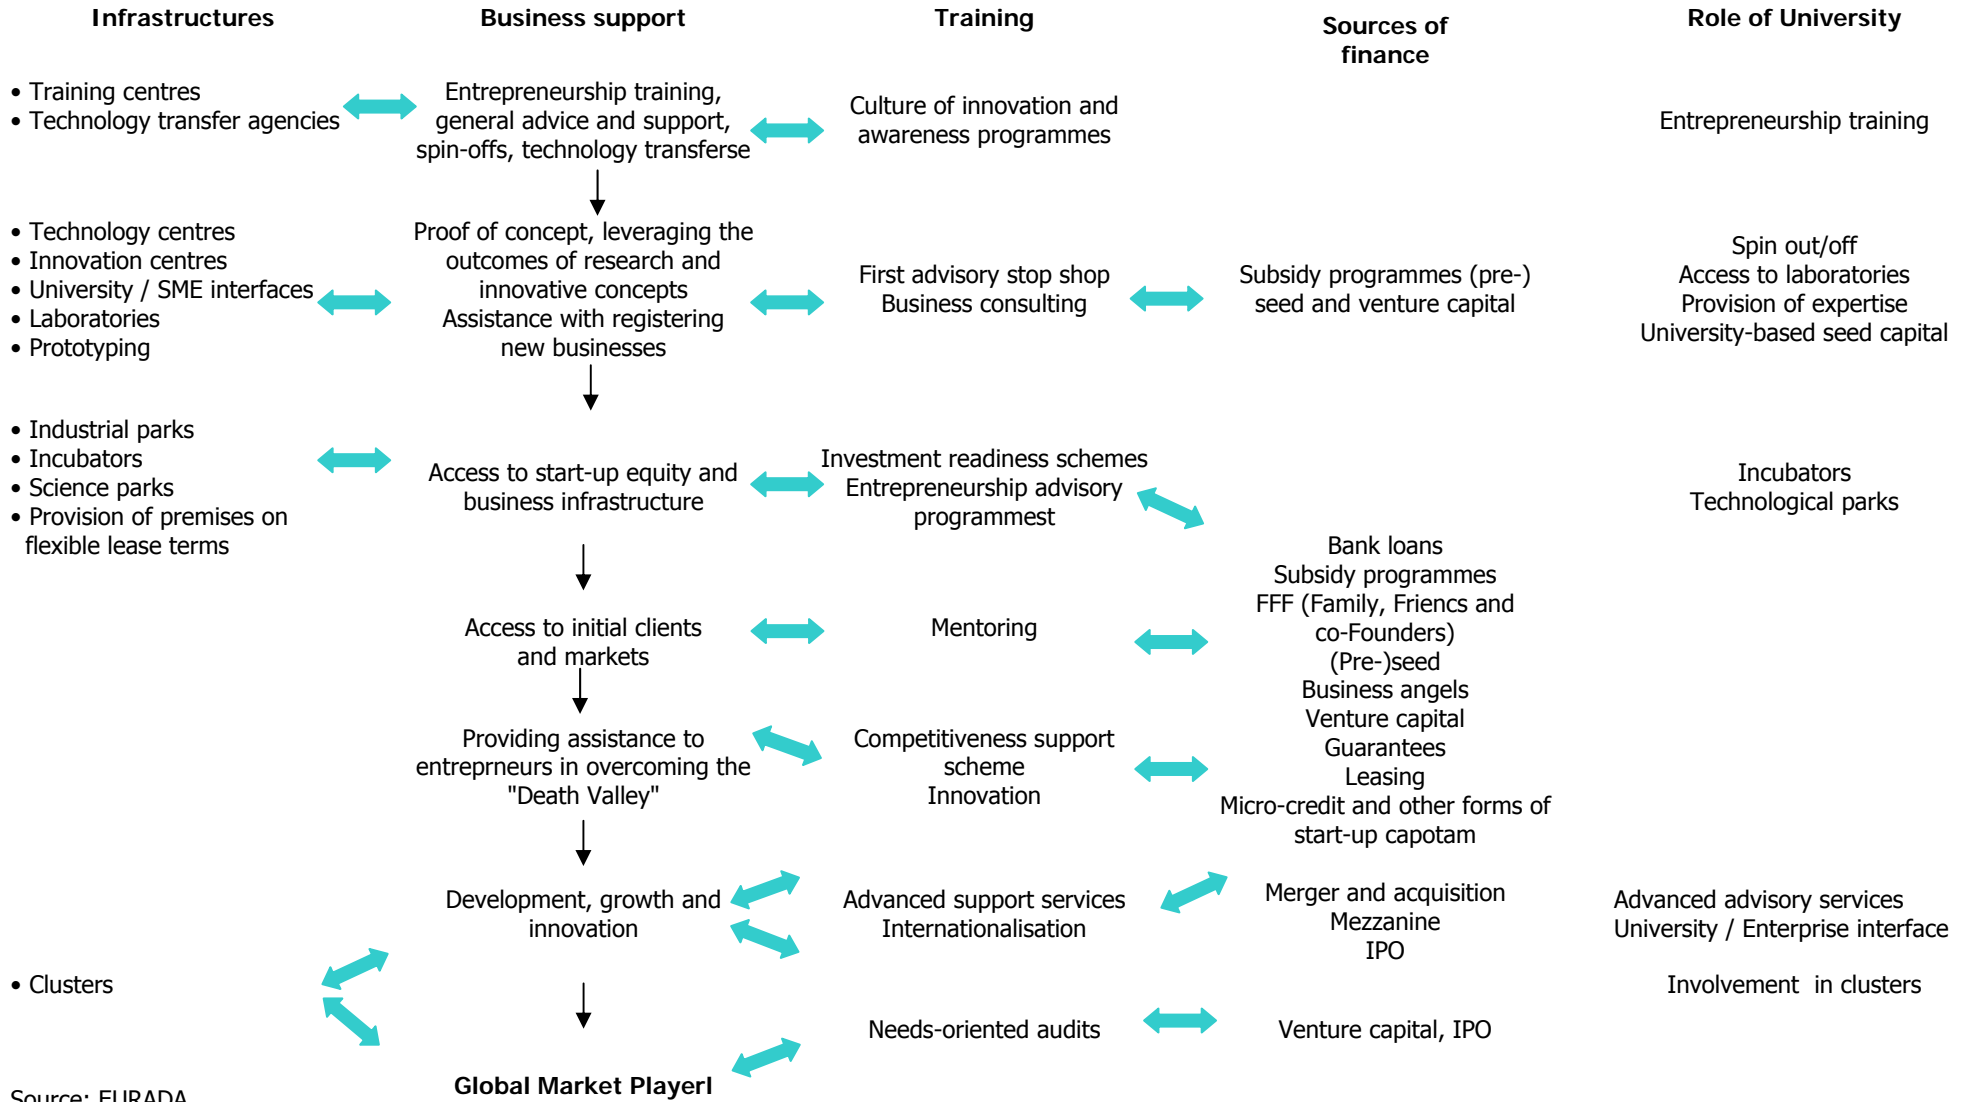 Infrastructures
Business support
Training
Sources of
finance
Role of University
• Training centres
• Technology transfer agencies
Entrepreneurship training,
general advice and support,
spin-offs, technology transferse
Culture of innovation and
awareness programmes
Entrepreneurship training
• Technology centres
• Innovation centres
• University / SME interfaces
• Laboratories
• Prototyping
Proof of concept, leveraging the
outcomes of research and
innovative concepts
Assistance with registering
new businesses
First advisory stop shop
Business consulting
Subsidy programmes (pre-)
seed and venture capital
Spin out/off
Access to laboratories
Provision of expertise
University-based seed capital
• Industrial parks
• Incubators
• Science parks
• Provision of premises on
flexible lease terms
Access to start-up equity and
business infrastructure
Investment readiness schemes
Entrepreneurship advisory
programmest
Incubators
Technological parks
Access to initial clients
and markets
Mentoring
Bank loans
Subsidy programmes
FFF (Family, Friencs and
co-Founders)
(Pre-)seed
Business angels
Venture capital
Guarantees
Leasing
Micro-credit and other forms of
start-up capotam
Providing assistance to
entreprneurs in overcoming the
"Death Valley"
Competitiveness support
scheme
Innovation
Development, growth and
innovation
Advanced support services
Internationalisation
Merger and acquisition
Mezzanine
IPO
Advanced advisory services
University / Enterprise interface
• Clusters
Involvement in clusters
Needs-oriented audits
Venture capital, IPO
Global Market Playerl
Source: EURADA